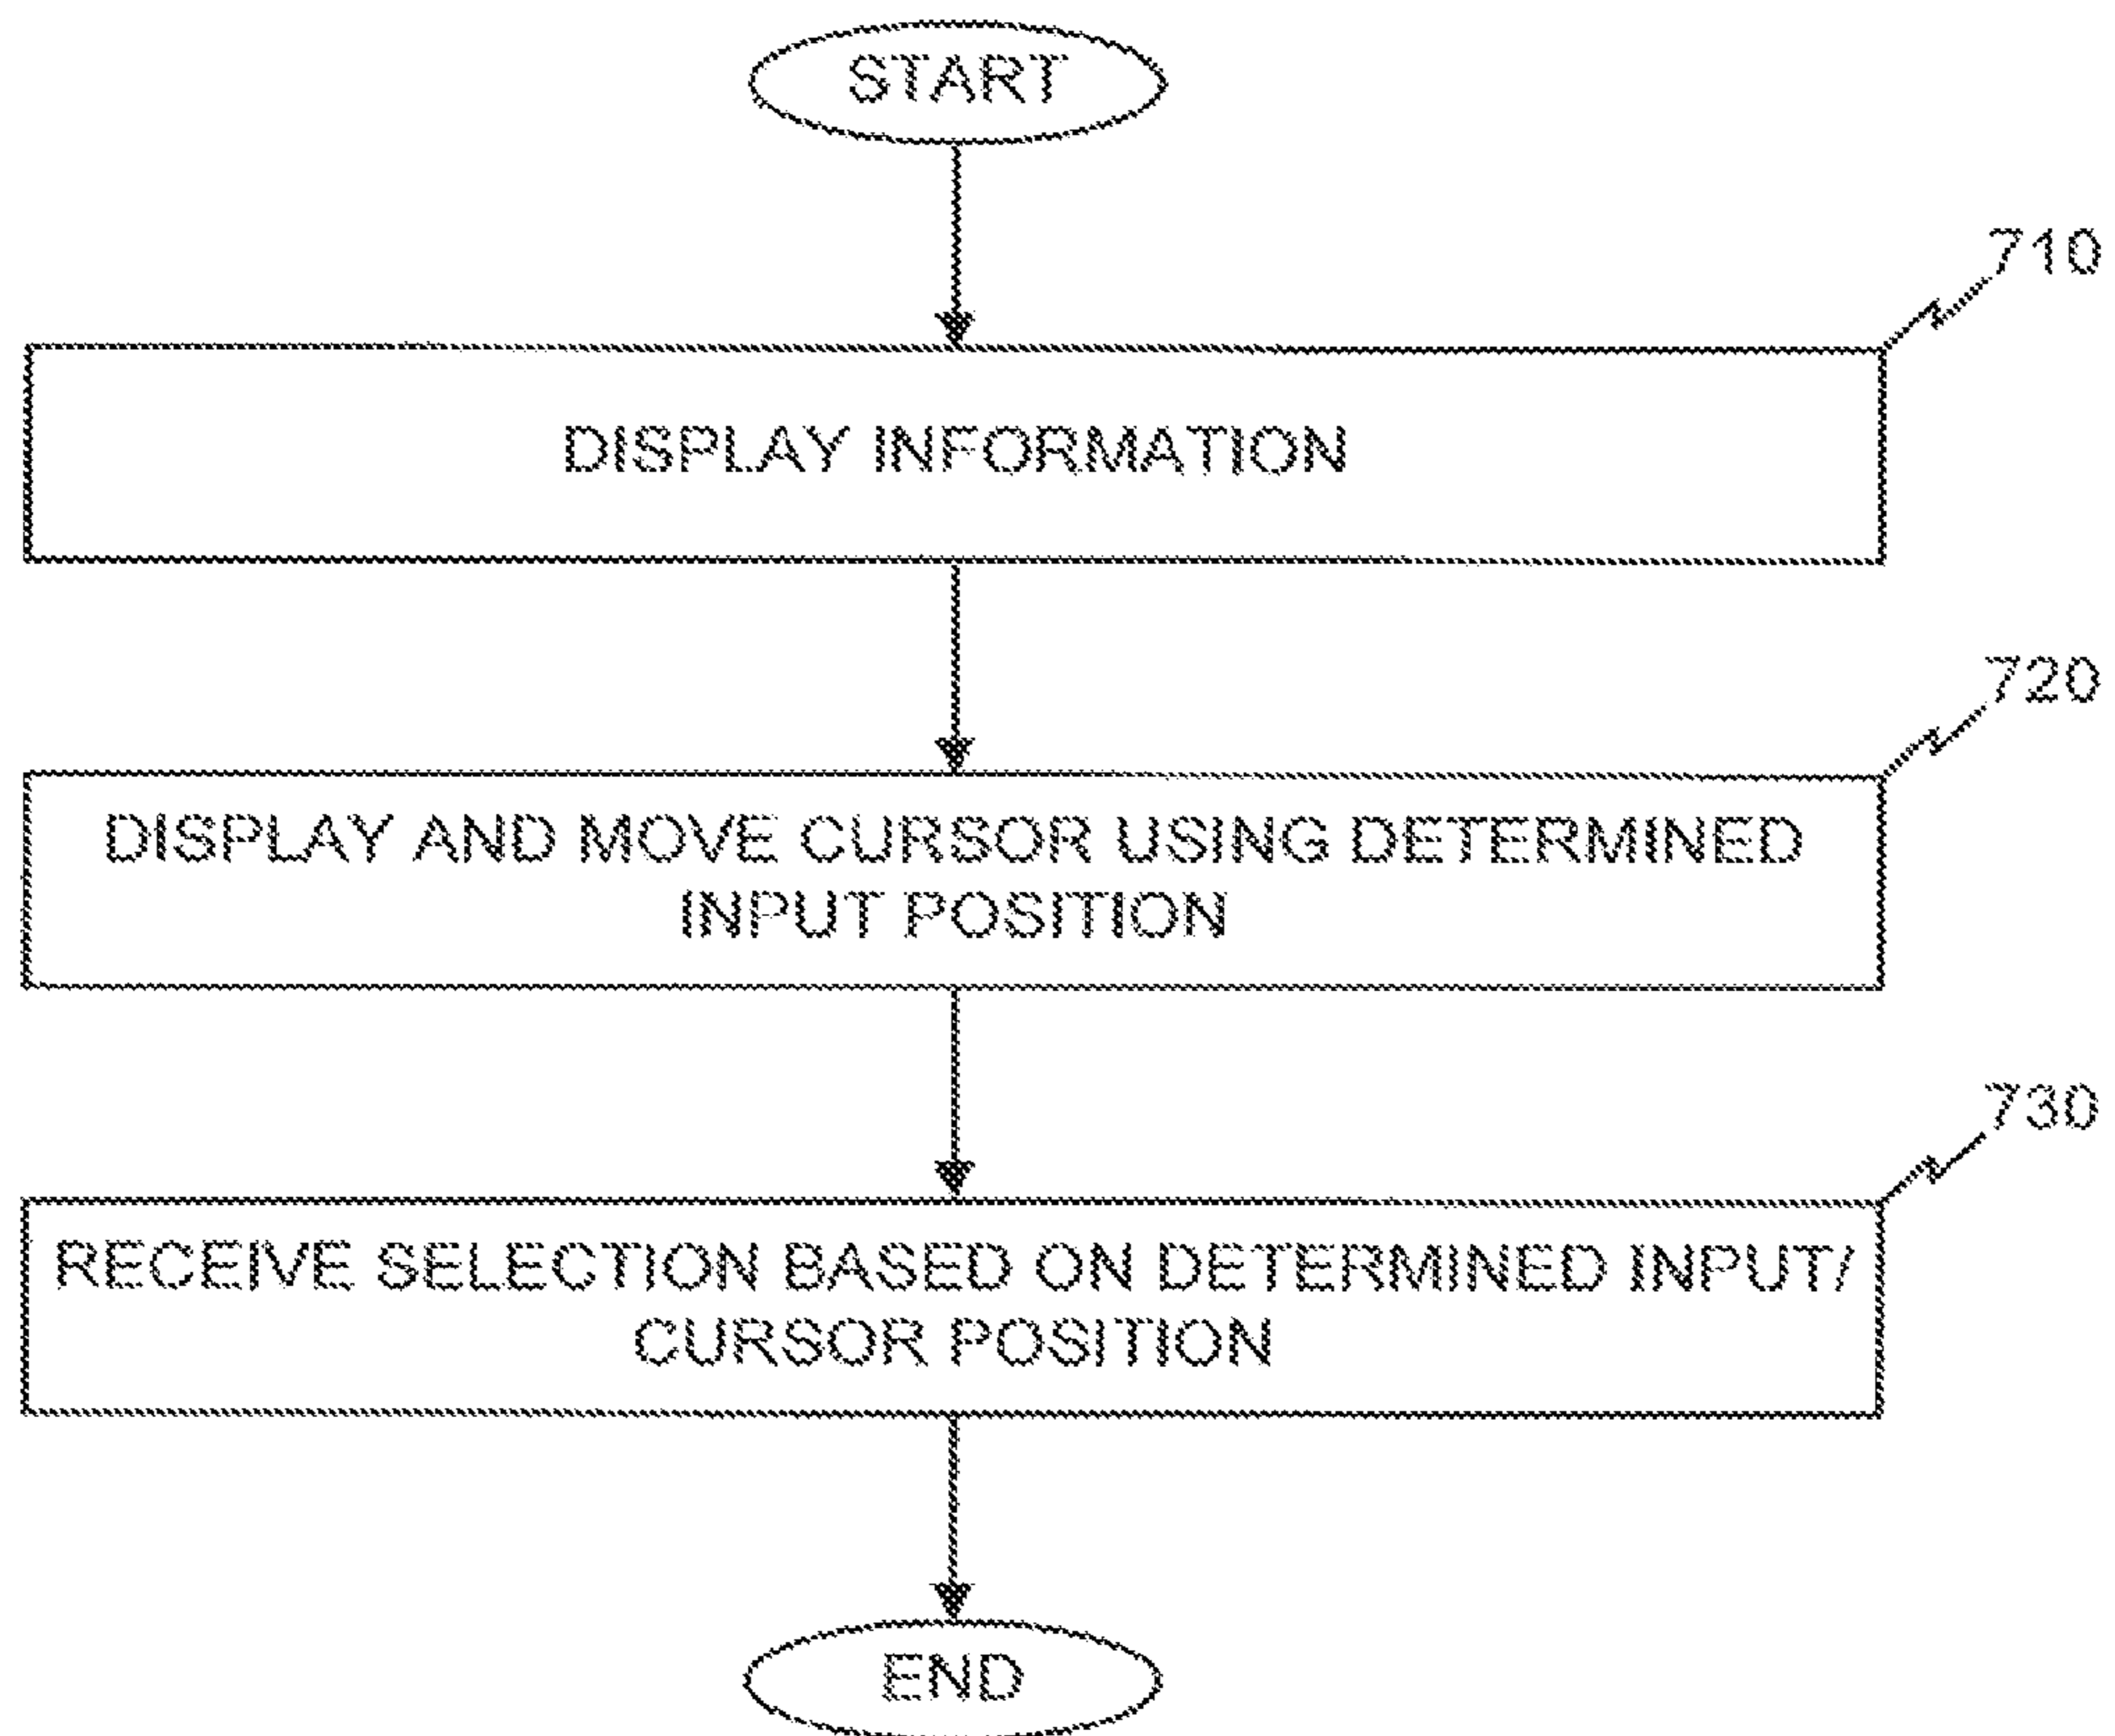 START
710
DISPLAY INFORMATION
720
DISPLAY AND MOVE CURSOR USING DETERMINED
INPUT POSITION
730
RECEIVE SELECTION BASED ON DETERMINED INPUT/
CURSOR POSITION
END